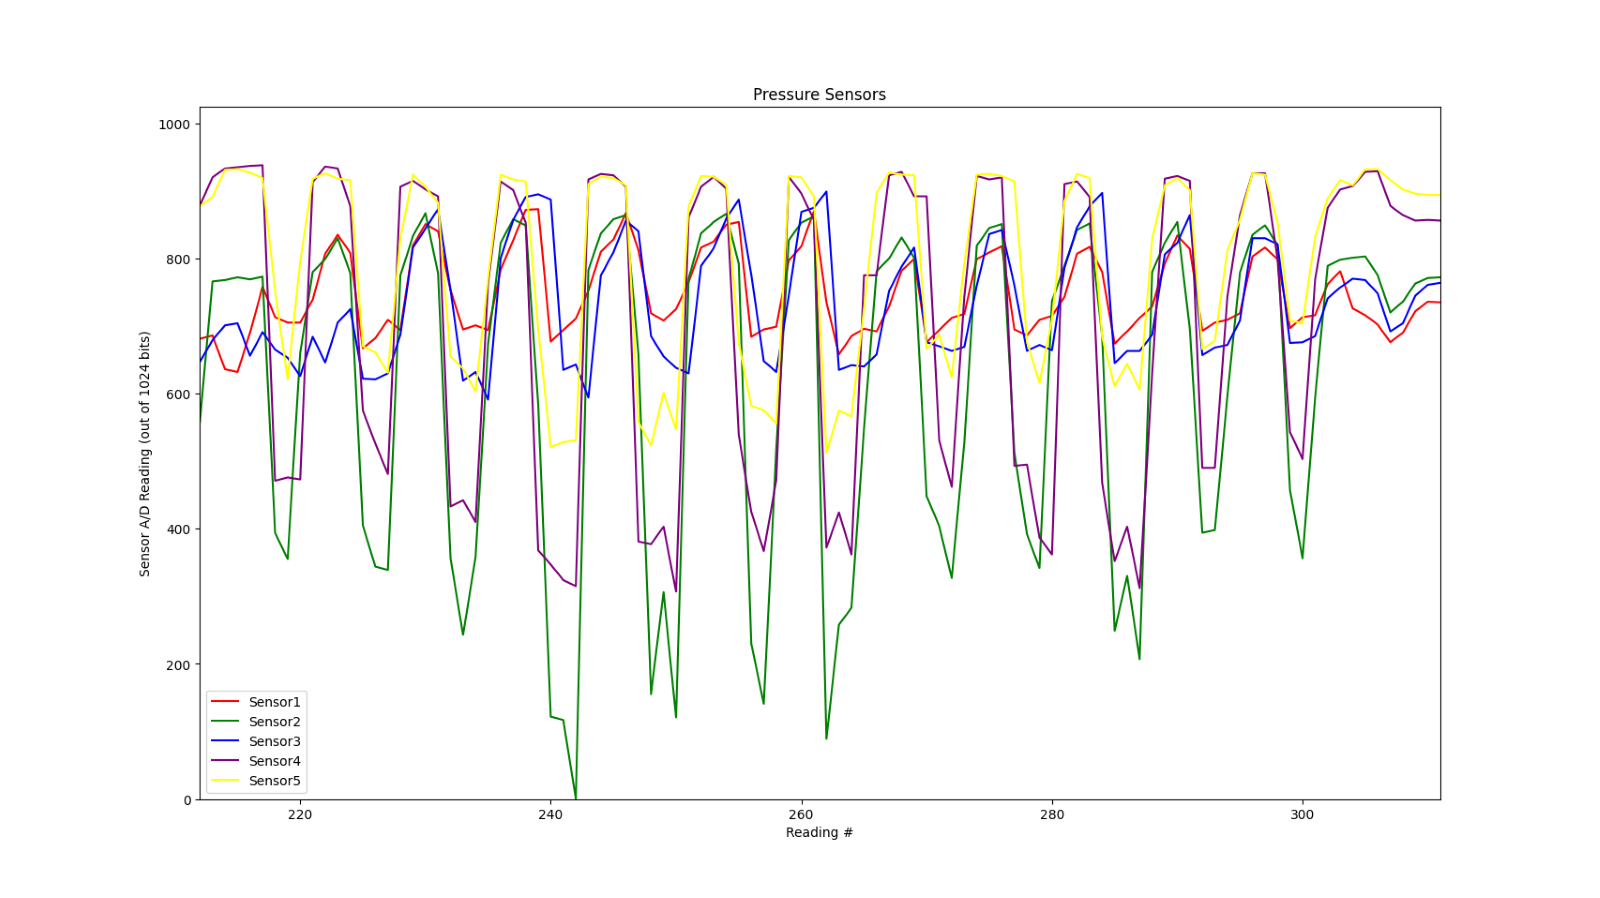 Pressure Sensors
1000
800
600
400
200
0
Sensor A/D Reading (out of 1024 bits)
Sensor1
Sensor2
Sensor3
Sensor4
Sensor5
220 240 260 280 300
Reading #